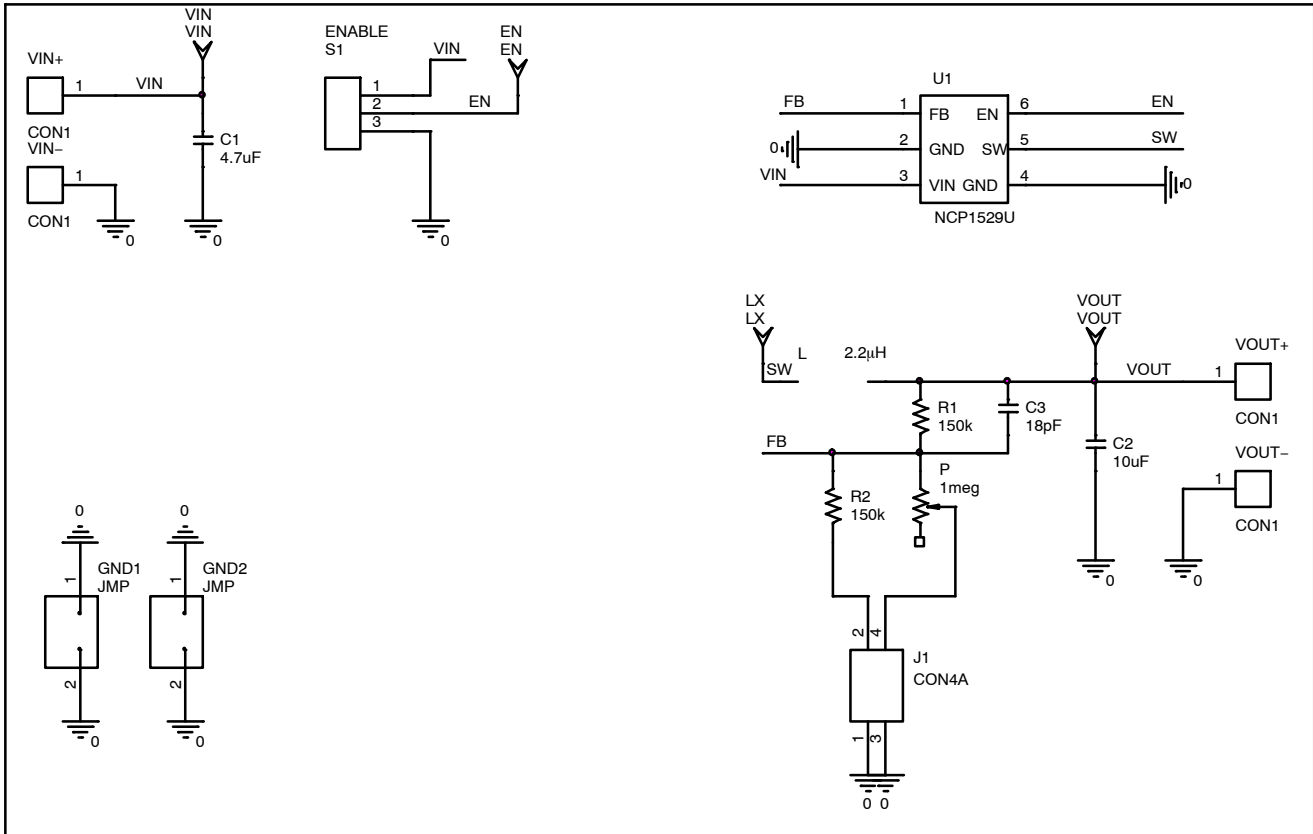 VIN
VIN
VIN+
1
VIN
CON1
VIN−
1
CON1
C1
4.7uF
0
0
ENABLE
S1
VIN
EN
EN
1
2
EN
3
0
U1
FB
1
FB
EN
6
EN
0
2
GND
SW
5
SW
VIN
3
VIN
GND
4
0
NCP1529U
LX
LX
SW
L
2.2μH
VOUT
VOUT
VOUT
1
VOUT+
CON1
R1
150k
C3
18pF
FB
C2
10uF
VOUT−
1
CON1
R2
150k
P
1meg
0
0
2
4
J1
CON4A
1
3
0
0
0
0
1
GND1
JMP
1
GND2
JMP
2
2
0
0